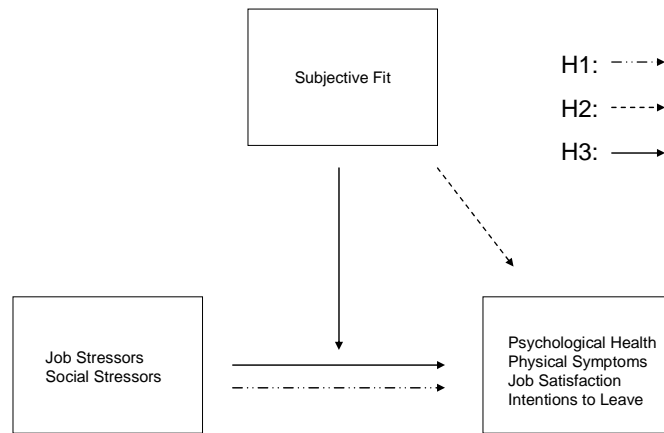 Subjective Fit
H1:
H2:
H3:
Job Stressors
Social Stressors
Psychological Health
Physical Symptoms
Job Satisfaction
Intentions to Leave